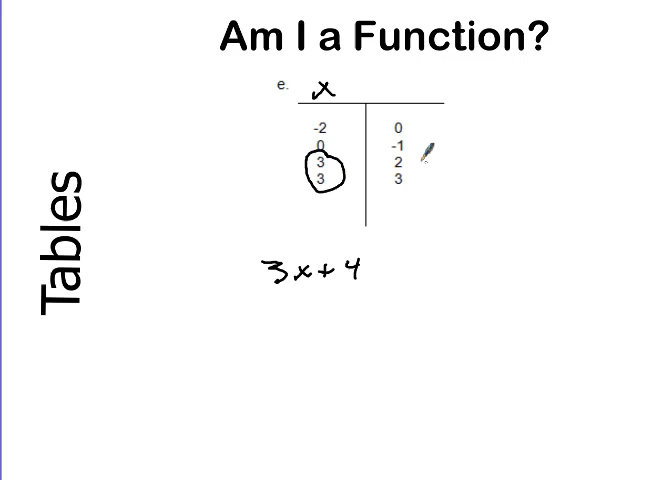 Am I a Function?
e. x
-2 0
0 -1
3 2
3 3
Tables
3x+4